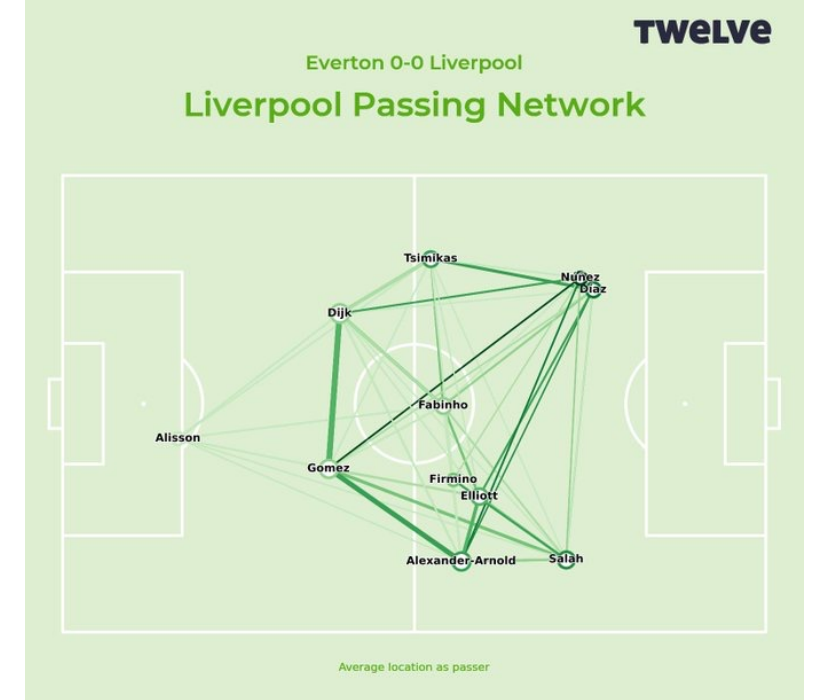 TWELVE
Everton 0-0 Liverpool
Liverpool Passing Network
Tsimikas
Nunez
Diaz
Dijk
Fabinho
Alisson
Gomez
Firmino
Elliott
Alexander-Arnold
Salah
Average location as passer